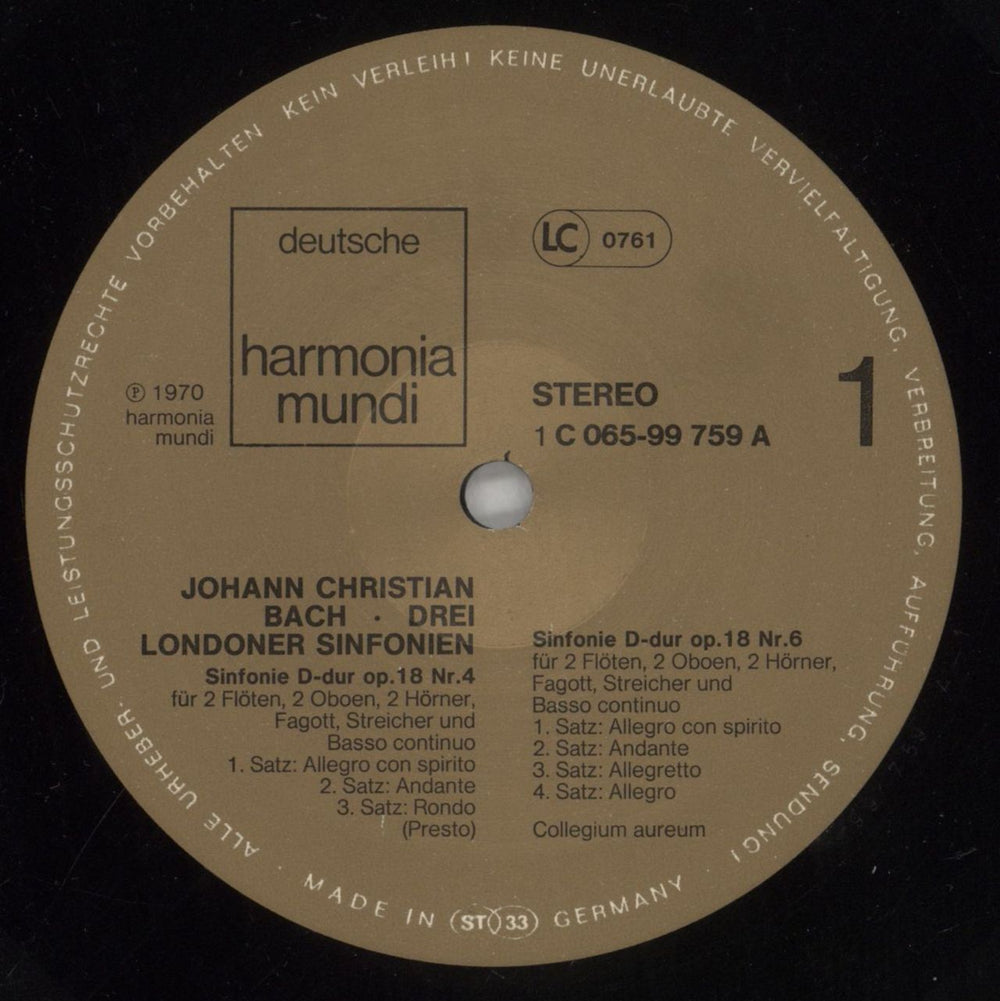 ALLE URHEBER- UND LEISTUNGSSCHUTZRECHTE VORBEHALTEN KEIN VERLEIH! KEINE UNERLAUBTE VERVIELFÄLTIGUNG, VERBREITUNG, AUFFÜHRUNG, SENDUNG!
deutsche
harmonia
mundi
LC 0761
℗ 1970
harmonia
mundi
STEREO
1 C 065-99 759 A
1
JOHANN CHRISTIAN
BACH · DREI
LONDONER SINFONIEN
Sinfonie D-dur op.18 Nr.4
für 2 Flöten, 2 Oboen, 2 Hörner,
Fagott, Streicher und
Basso continuo
1. Satz: Allegro con spirito
2. Satz: Andante
3. Satz: Rondo
(Presto)
Sinfonie D-dur op.18 Nr.6
für 2 Flöten, 2 Oboen, 2 Hörner,
Fagott, Streicher und
Basso continuo
1. Satz: Allegro con spirito
2. Satz: Andante
3. Satz: Allegretto
4. Satz: Allegro
Collegium aureum
MADE IN ST 33 GERMANY